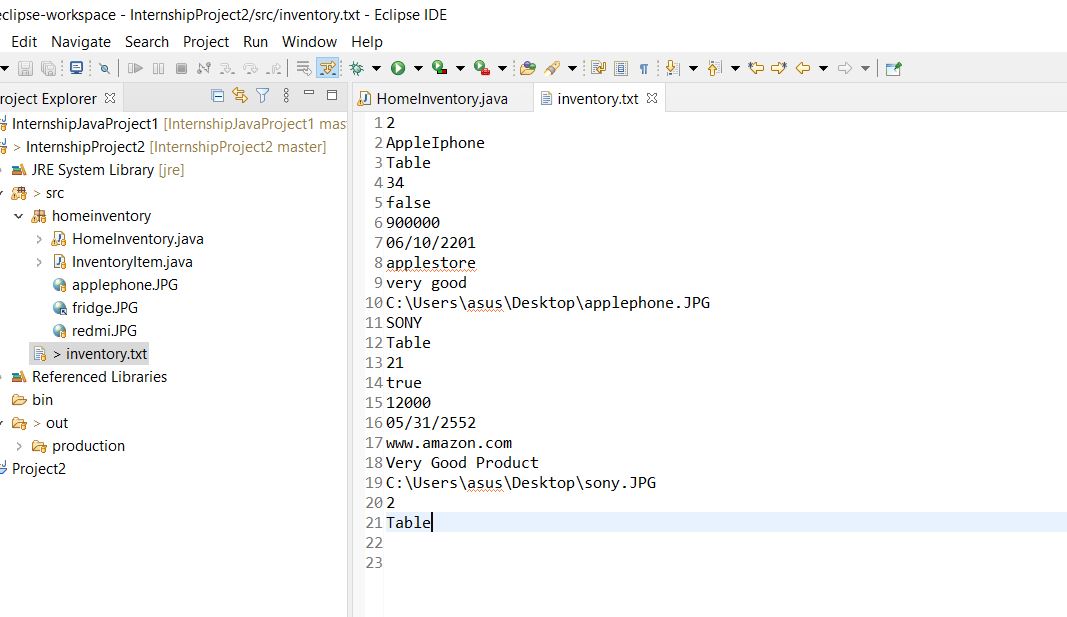 eclipse-workspace - InternshipProject2/src/inventory.txt - Eclipse IDE
Edit Navigate Search Project Run Window Help
roject Explorer
InternshipJavaProject1 [InternshipJavaProject1 mas
> InternshipProject2 [InternshipProject2 master]
JRE System Library [jre]
> src
homeinventory
HomeInventory.java
InventoryItem.java
applephone.JPG
fridge.JPG
redmi.JPG
> inventory.txt
Referenced Libraries
bin
> out
production
Project2
HomeInventory.java inventory.txt
1 2
2 AppleIphone
3 Table
4 34
5 false
6 900000
7 06/10/2201
8 applestore
9 very good
10 C:\Users\asus\Desktop\applephone.JPG
11 SONY
12 Table
13 21
14 true
15 12000
16 05/31/2552
17 www.amazon.com
18 Very Good Product
19 C:\Users\asus\Desktop\sony.JPG
20 2
21 Table
22
23